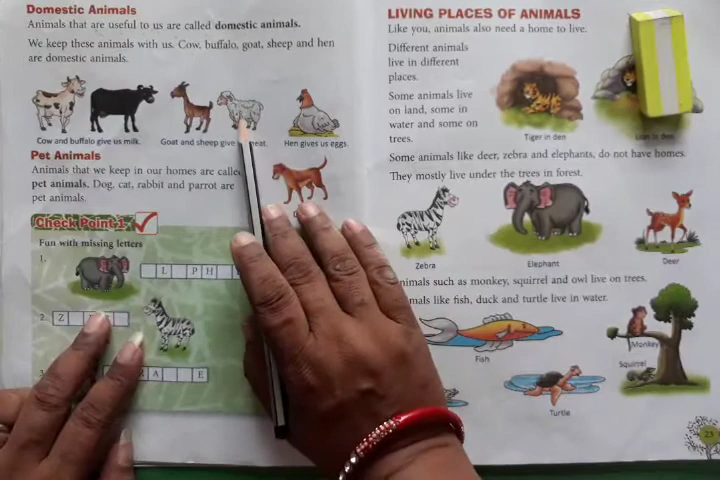 Domestic Animals
Animals that are useful to us are called domestic animals.
We keep these animals with us. Cow, buffalo, goat, sheep and hen
are domestic animals.
Cow and buffalo give us milk.
Goat and sheep give
Hen gives us eggs.
Pet Animals
Animals that we keep in our homes are called
pet animals. Dog, cat, rabbit and parrot are
pet animals.
Check Point-1
Fun with missing letters
1.
L P H
2.
Z
3.
A E
LIVING PLACES OF ANIMALS
Like you, animals also need a home to live.
Different animals
live in different
places.
Some animals live
on land, some in
water and some on
trees.
Tiger in den
Lion in den
Some animals like deer, zebra and elephants, do not have homes.
They mostly live under the trees in forest.
Zebra
Elephant
Deer
such as monkey, squirrel and owl live on trees.
like fish, duck and turtle live in water.
Fish
Turtle
Monkey
Squirrel
23